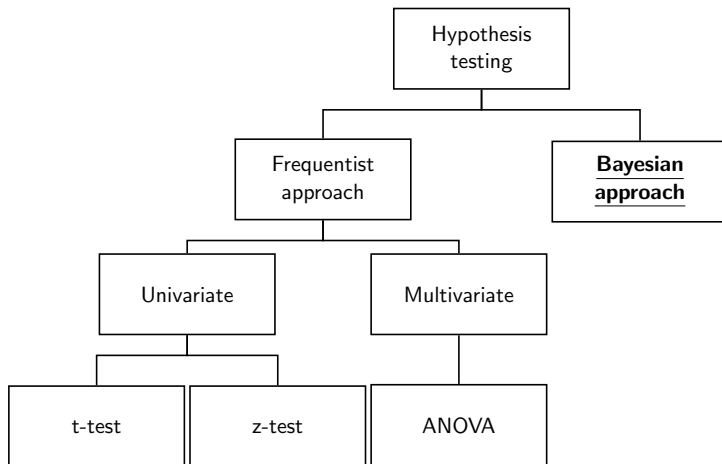 Hypothesis
testing
Frequentist
approach
Bayesian
approach
Univariate
Multivariate
t-test
z-test
ANOVA